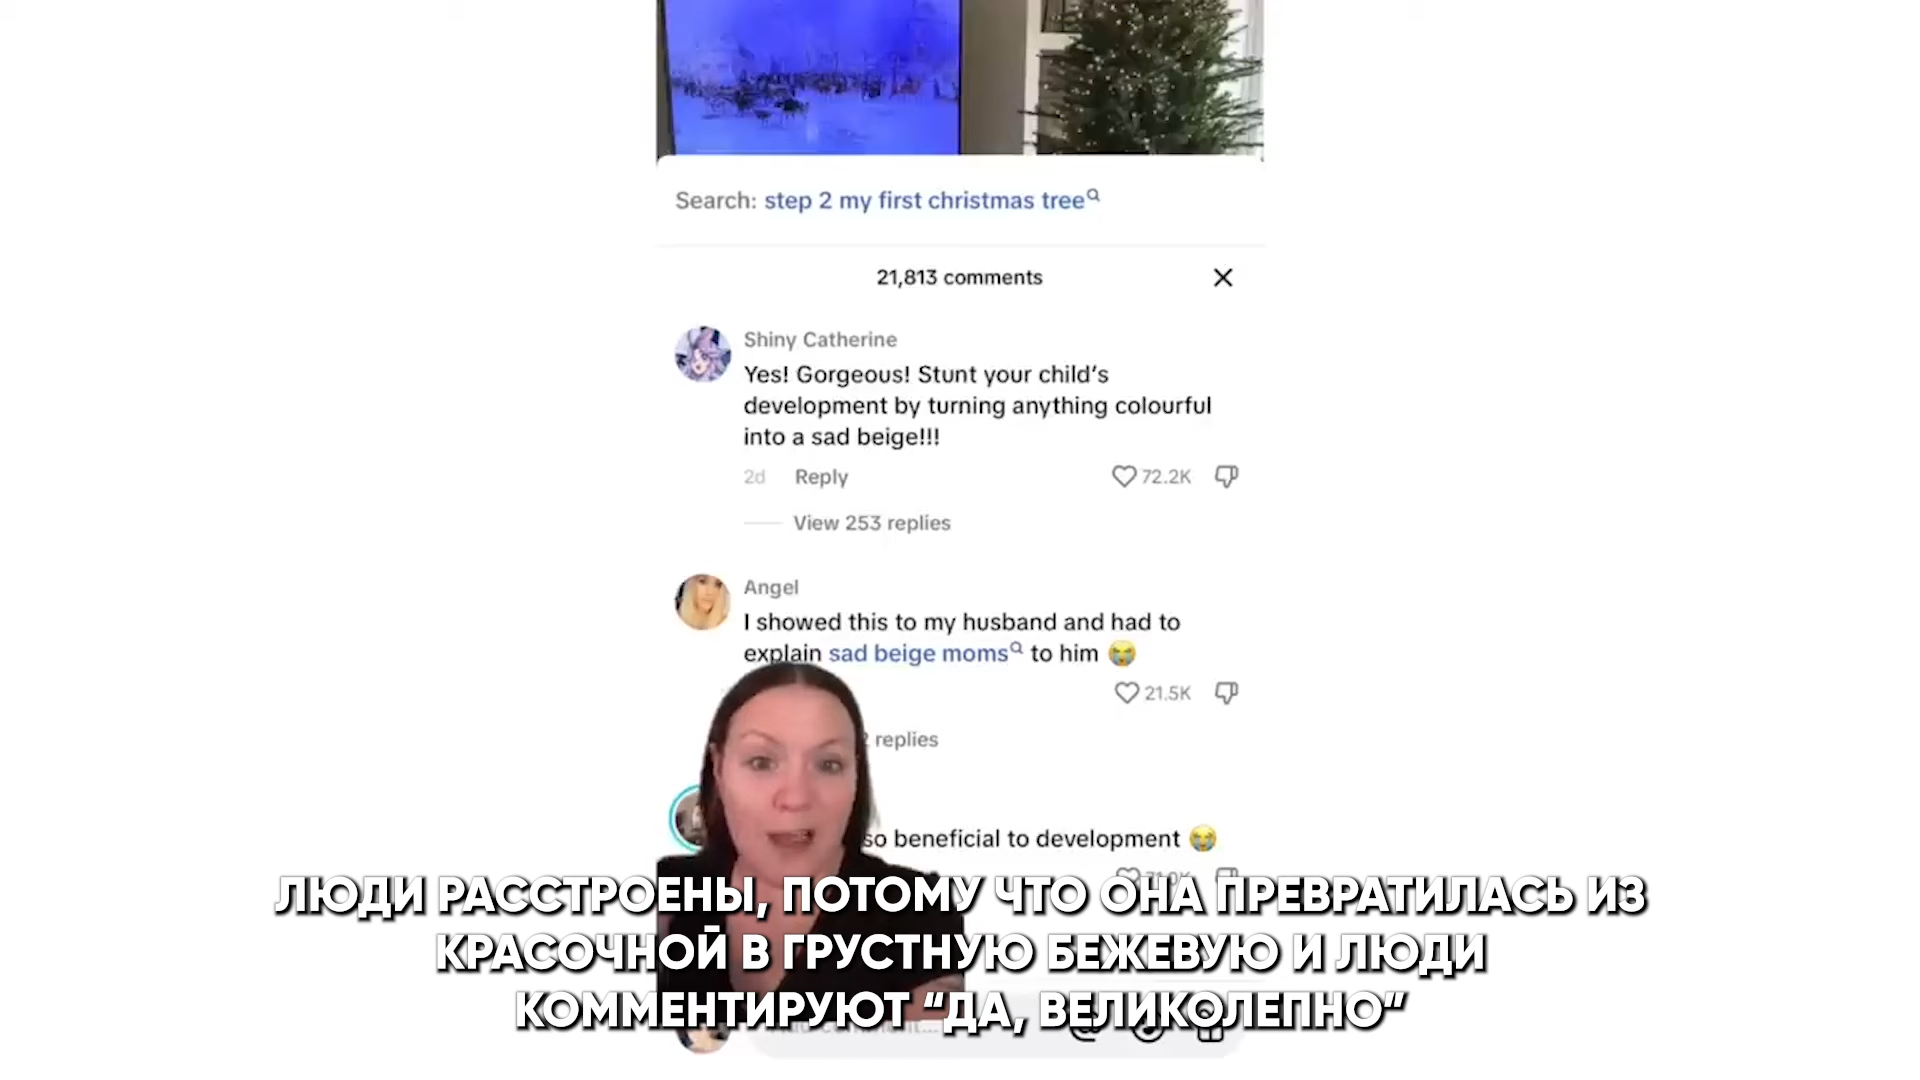 Search: step 2 my first christmas tree
21,813 comments
Shiny Catherine
Yes! Gorgeous! Stunt your child's
development by turning anything colourful
into a sad beige!!!
2d Reply 72.2K
View 253 replies
Angel
I showed this to my husband and had to
explain sad beige moms to him 😭
21.5K
replies
so beneficial to development 😭
ЛЮДИ РАССТРОЕНЫ, ПОТОМУ ЧТО ОНА ПРЕВРАТИЛАСЬ ИЗ
КРАСОЧНОЙ В ГРУСТНУЮ БЕЖЕВУЮ И ЛЮДИ
КОММЕНТИРУЮТ “ДА, ВЕЛИКОЛЕПНО”